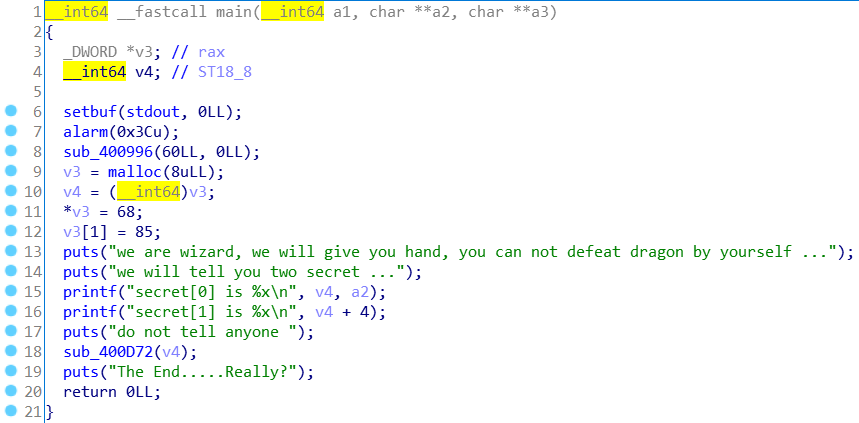 1 __int64 __fastcall main(__int64 a1, char **a2, char **a3)
2 {
3   _DWORD *v3; // rax
4   __int64 v4; // ST18_8
5
6   setbuf(stdout, 0LL);
7   alarm(0x3Cu);
8   sub_400996(60LL, 0LL);
9   v3 = malloc(8uLL);
10   v4 = (__int64)v3;
11   *v3 = 68;
12   v3[1] = 85;
13   puts("we are wizard, we will give you hand, you can not defeat dragon by yourself ...");
14   puts("we will tell you two secret ...");
15   printf("secret[0] is %x\n", v4, a2);
16   printf("secret[1] is %x\n", v4 + 4);
17   puts("do not tell anyone ");
18   sub_400D72(v4);
19   puts("The End.....Really?");
20   return 0LL;
21 }